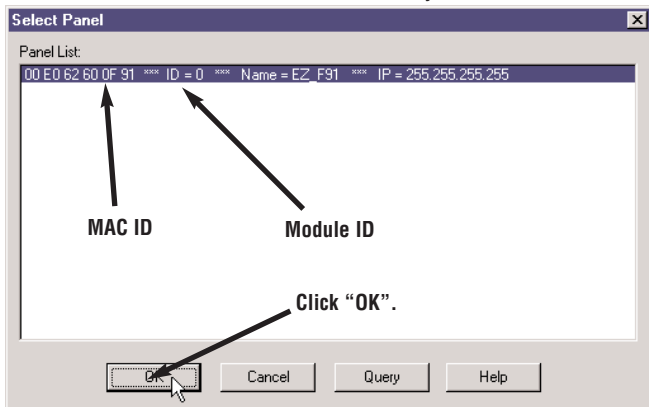 Select Panel
Panel List:
00 E0 62 60 0F 91 *** ID = 0 *** Name = EZ_F91 *** IP = 255.255.255.255
MAC ID
Module ID
Click “OK”.
OK
Cancel
Query
Help